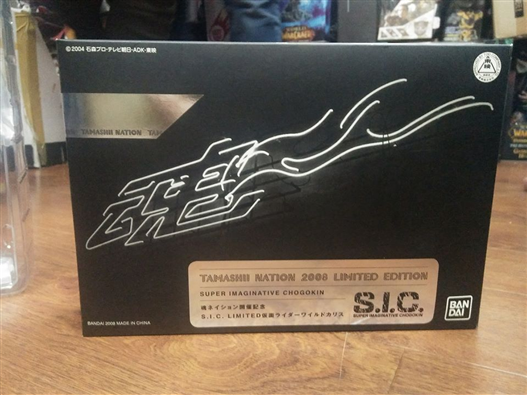 ©2004 石森プロ・テレビ朝日・ADK・東映
TAMASHII NATION TAMA
魂
TAMASHII NATION 2008 LIMITED EDITION
SUPER IMAGINATIVE CHOGOKIN
魂ネイション開催記念
S.I.C. LIMITED仮面ライダーワイルドカリス
S.I.C.
SUPER IMAGINATIVE CHOGOKIN
BAN
DAI
BANDAI 2008 MADE IN CHINA